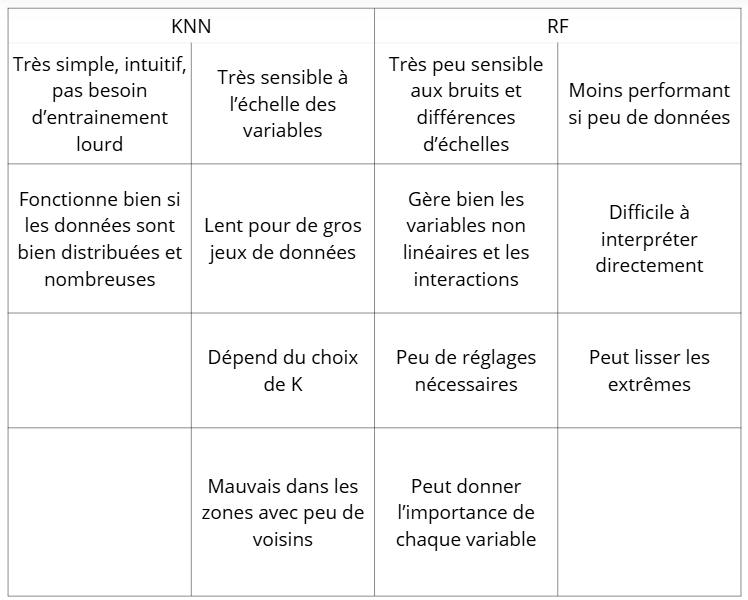 KNN
RF
Très simple, intuitif,
pas besoin
d’entrainement
lourd
Très sensible à
l’échelle des
variables
Très peu sensible
aux bruits et
différences
d’échelles
Moins performant
si peu de données
Fonctionne bien si
les données sont
bien distribuées et
nombreuses
Lent pour de gros
jeux de données
Gère bien les
variables non
linéaires et les
interactions
Difficile à
interpréter
directement
Dépend du choix
de K
Peu de réglages
nécessaires
Peut lisser les
extrêmes
Mauvais dans les
zones avec peu de
voisins
Peut donner
l’importance de
chaque variable